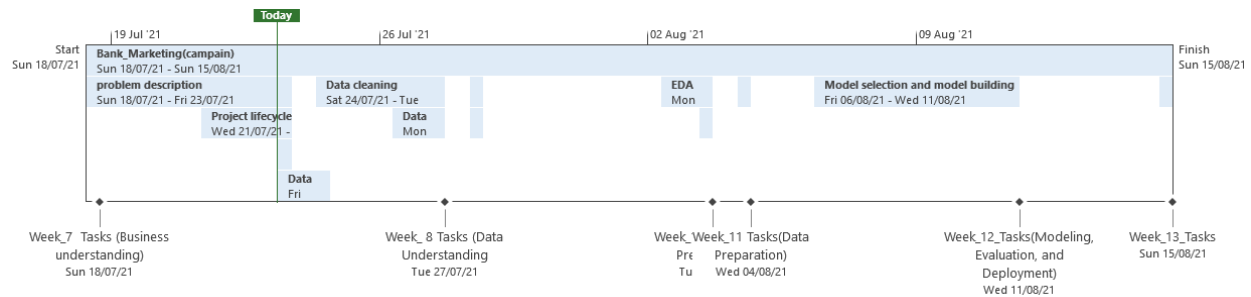 Today
19 Jul '21
26 Jul '21
02 Aug '21
09 Aug '21
Start
Sun 18/07/21
Finish
Sun 15/08/21
Bank_Marketing(campain)
Sun 18/07/21 - Sun 15/08/21
problem description
Sun 18/07/21 - Fri 23/07/21
Data cleaning
Sat 24/07/21 - Tue
EDA
Mon
Model selection and model building
Fri 06/08/21 - Wed 11/08/21
Project lifecycle
Wed 21/07/21 -
Data
Mon
Data
Fri
Week_7 Tasks (Business
understanding)
Sun 18/07/21
Week_ 8 Tasks (Data
Understanding
Tue 27/07/21
Week_
Pre
Tu
Week_11 Tasks(Data
Preparation)
Wed 04/08/21
Week_12_Tasks(Modeling,
Evaluation, and
Deployment)
Wed 11/08/21
Week_13_Tasks
Sun 15/08/21